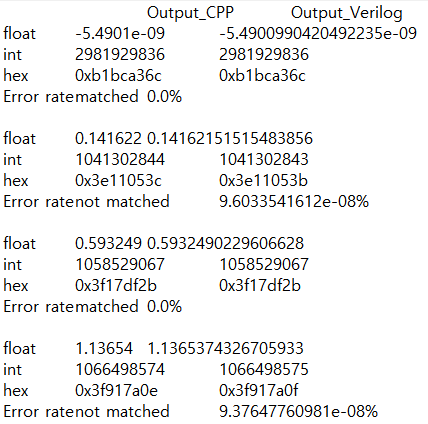 Output_CPP Output_Verilog
float -5.4901e-09 -5.4900990420492235e-09
int 2981929836 2981929836
hex 0xb1bca36c 0xb1bca36c
Error ratematched 0.0%
float 0.141622 0.14162151515483856
int 1041302844 1041302843
hex 0x3e11053c 0x3e11053b
Error ratenot matched 9.6033541612e-08%
float 0.593249 0.5932490229606628
int 1058529067 1058529067
hex 0x3f17df2b 0x3f17df2b
Error ratematched 0.0%
float 1.13654 1.1365374326705933
int 1066498574 1066498575
hex 0x3f917a0e 0x3f917a0f
Error ratenot matched 9.37647760981e-08%